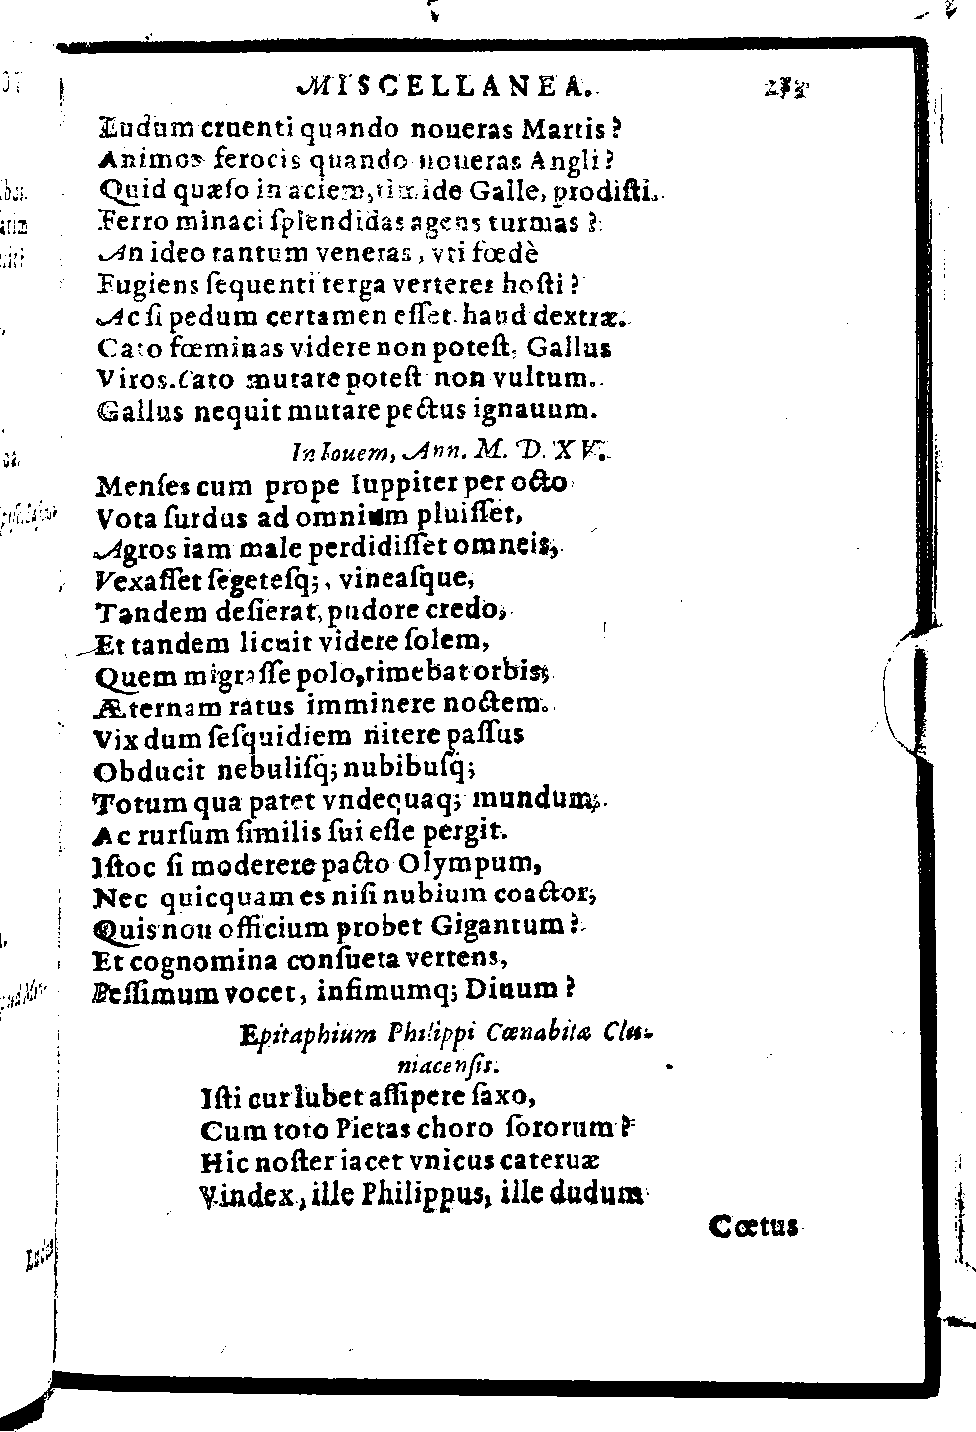 MISCELLANEA.
Ludum cruenti quando noueras Martis?
Animos ferocis quando noueras Angli?
Quid quæſo in aciem, timide Galle, prodiſti.
Ferro minaci ſplendidas agens turmas?
An ideo tantum veneras, vti fœdè
Fugiens ſequenti terga verteres hoſti?
Ac ſi pedum certamen eſſet haud dextræ.
Cato fœminas videre non poteſt, Gallus
Viros. Cato mutare poteſt non vultum.
Gallus nequit mutare pectus ignauum.
In Iouem, Ann. M. D. XV.
Menſes cum prope Iuppiter per octo
Vota ſurdus ad omnium pluiſſet,
Agros iam male perdidiſſet omneis,
Vexaſſet ſegeteſq;, vineaſque,
Tandem deſierat, pudore credo,
Et tandem licuit videre ſolem,
Quem migraſſe polo, timebat orbis,
Æternam ratus imminere noctem.
Vix dum ſeſquidiem nitere paſſus
Obducit nebuliſq; nubibuſq;
Totum qua patet vndequaq; mundum,
Ac rurſum ſimilis ſui eſſe pergit.
Iſtoc ſi moderere pacto Olympum,
Nec quicquam es niſi nubium coactor,
Quis non officium probet Gigantum?
Et cognomina conſueta vertens,
Peſſimum vocet, infimumq; Diuum?
Epitaphium Philippi Cœnabitæ Clu-
niacenſis.
Iſti cur lubet aſſipere ſaxo,
Cum toto Pietas choro ſororum?
Hic noſter iacet vnicus cateruæ
Vindex, ille Philippus, ille dudum
Cœtus